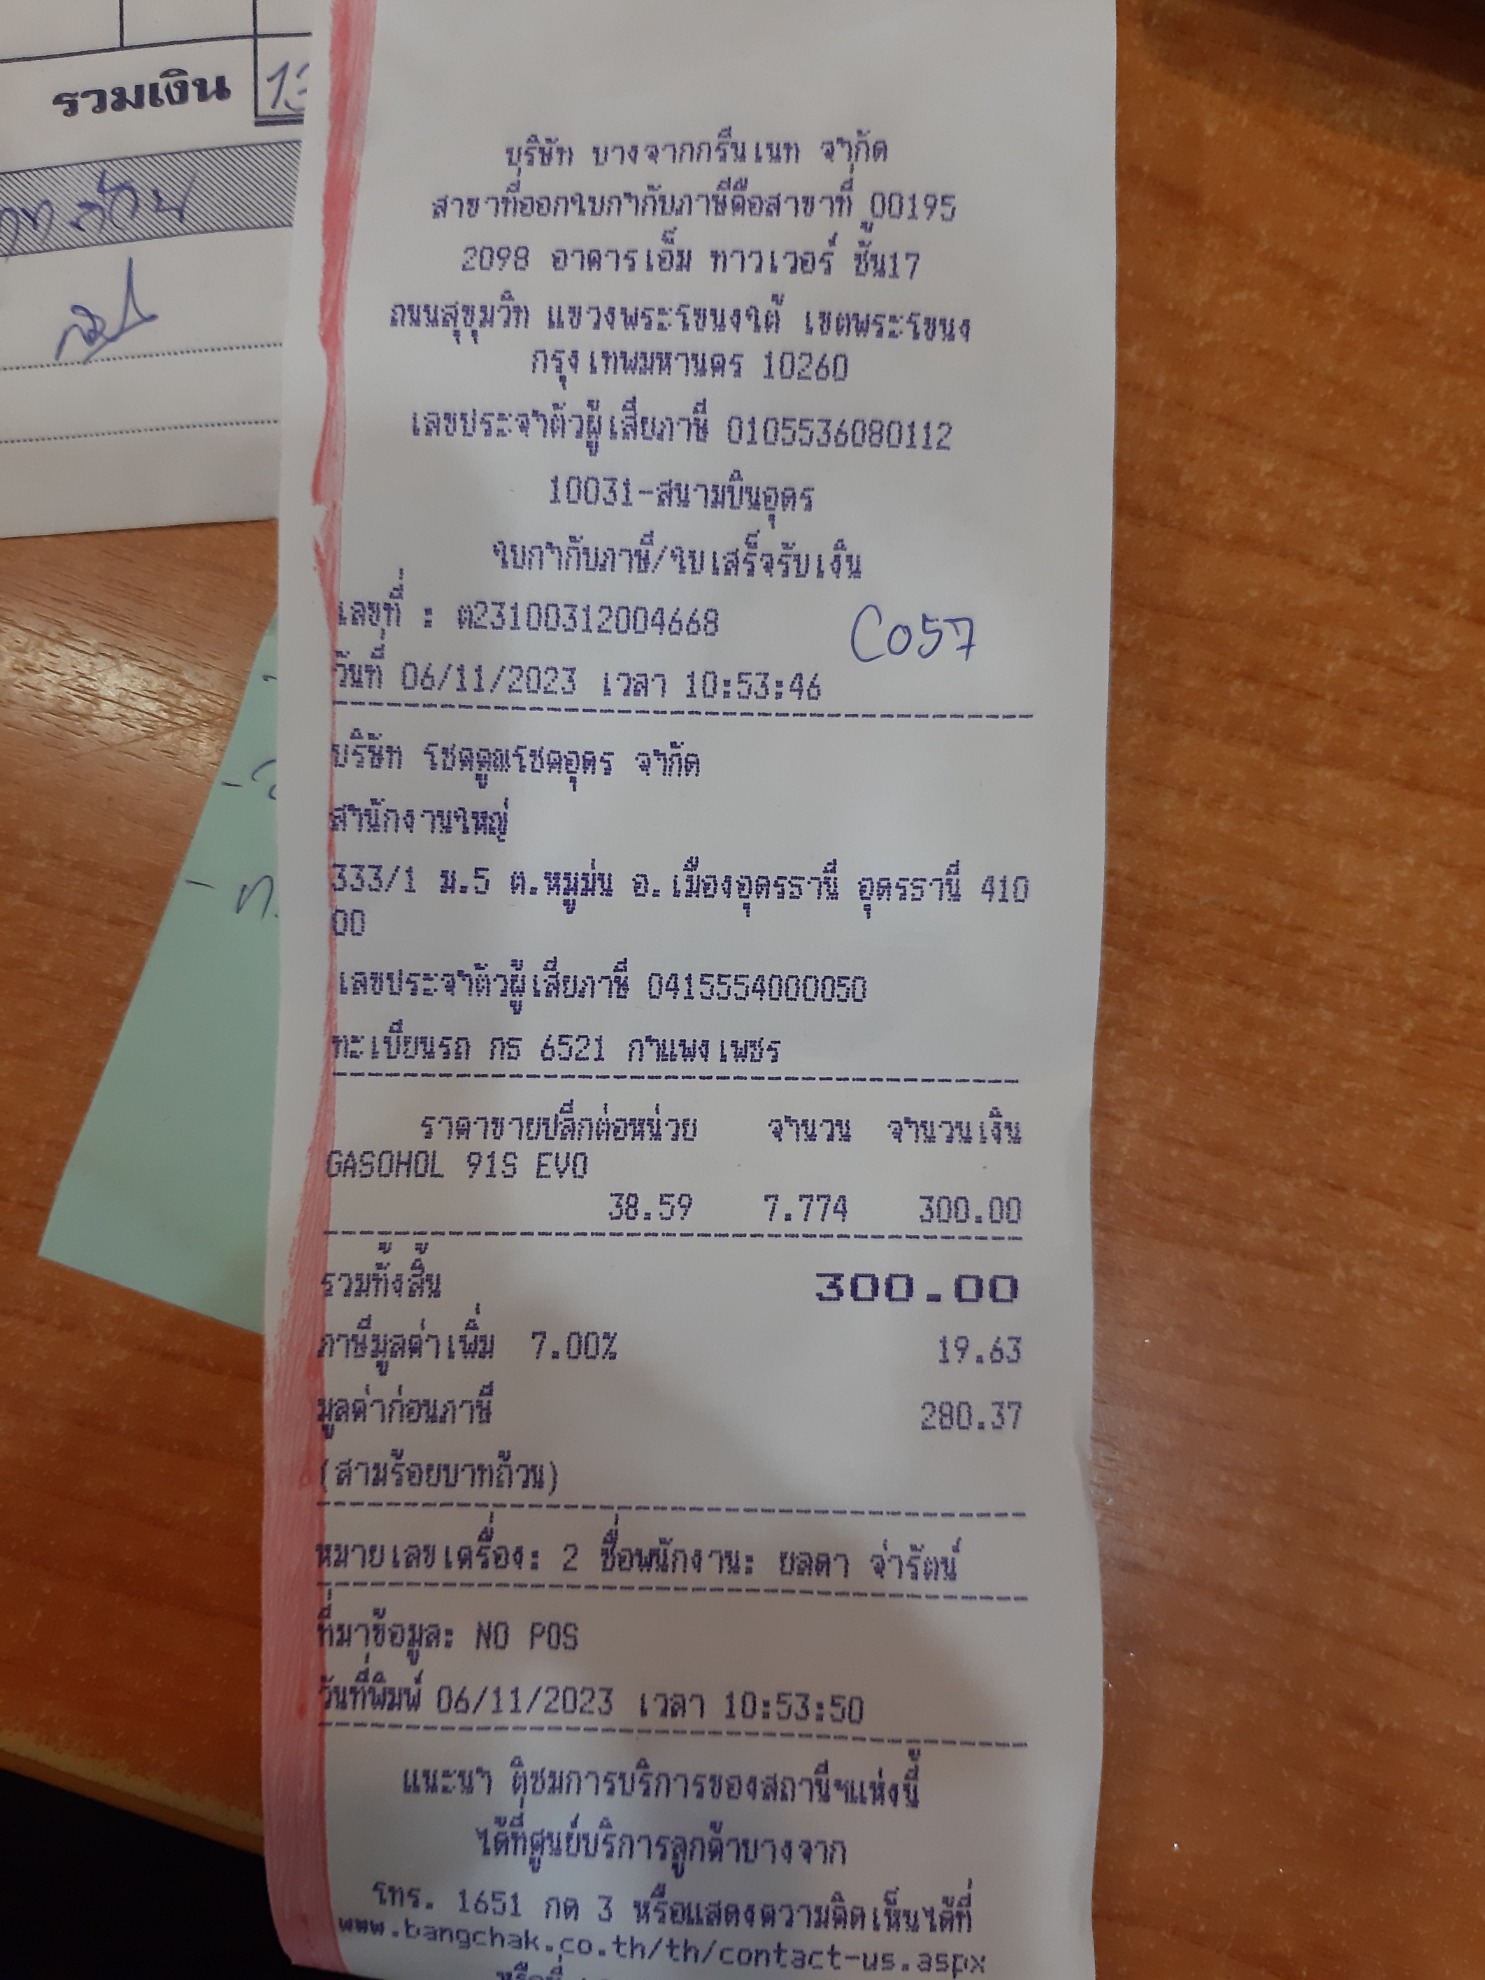 รวมเงิน
บริษัท บางจากกรีนเนท จำกัด
สาขาที่ออกใบกำกับภาษีคือสาขาที่ 00195
2098 อาคารเอ็ม ทาวเวอร์ ชั้น17
ถนนสุขุมวิท แขวงพระโขนงใต้ เขตพระโขนง
กรุงเทพมหานคร 10260
เลขประจำตัวผู้เสียภาษี 0105536080112
10031-สนามบินอุดร
ใบกำกับภาษี/ใบเสร็จรับเงิน
เลขที่ : ต23100312004668
C057
วันที่ 06/11/2023 เวลา 10:53:46
บริษัท โชคคูณโชคอุดร จำกัด
สำนักงานใหญ่
333/1 ม.5 ต.หมูม่น อ.เมืองอุดรธานี อุดรธานี 410
00
เลขประจำตัวผู้เสียภาษี 0415554000050
ทะเบียนรถ กธ 6521 กำแพงเพชร
ราคาขายปลีกต่อหน่วย จำนวน จำนวนเงิน
GASOHOL 91S EVO
38.59 7.774 300.00
รวมทั้งสิ้น 300.00
ภาษีมูลค่าเพิ่ม 7.00% 19.63
มูลค่าก่อนภาษี 280.37
(สามร้อยบาทถ้วน)
หมายเลขเครื่อง: 2 ชื่อพนักงาน: ยลดา จ่ารัตน์
ที่มาข้อมูล: NO POS
วันที่พิมพ์ 06/11/2023 เวลา 10:53:50
แนะนำ ติชมการบริการของสถานีฯแห่งนี้
ได้ที่ศูนย์บริการลูกค้าบางจาก
โทร. 1651 กด 3 หรือแสดงความคิดเห็นได้ที่
www.bangchak.co.th/th/contact-us.aspx